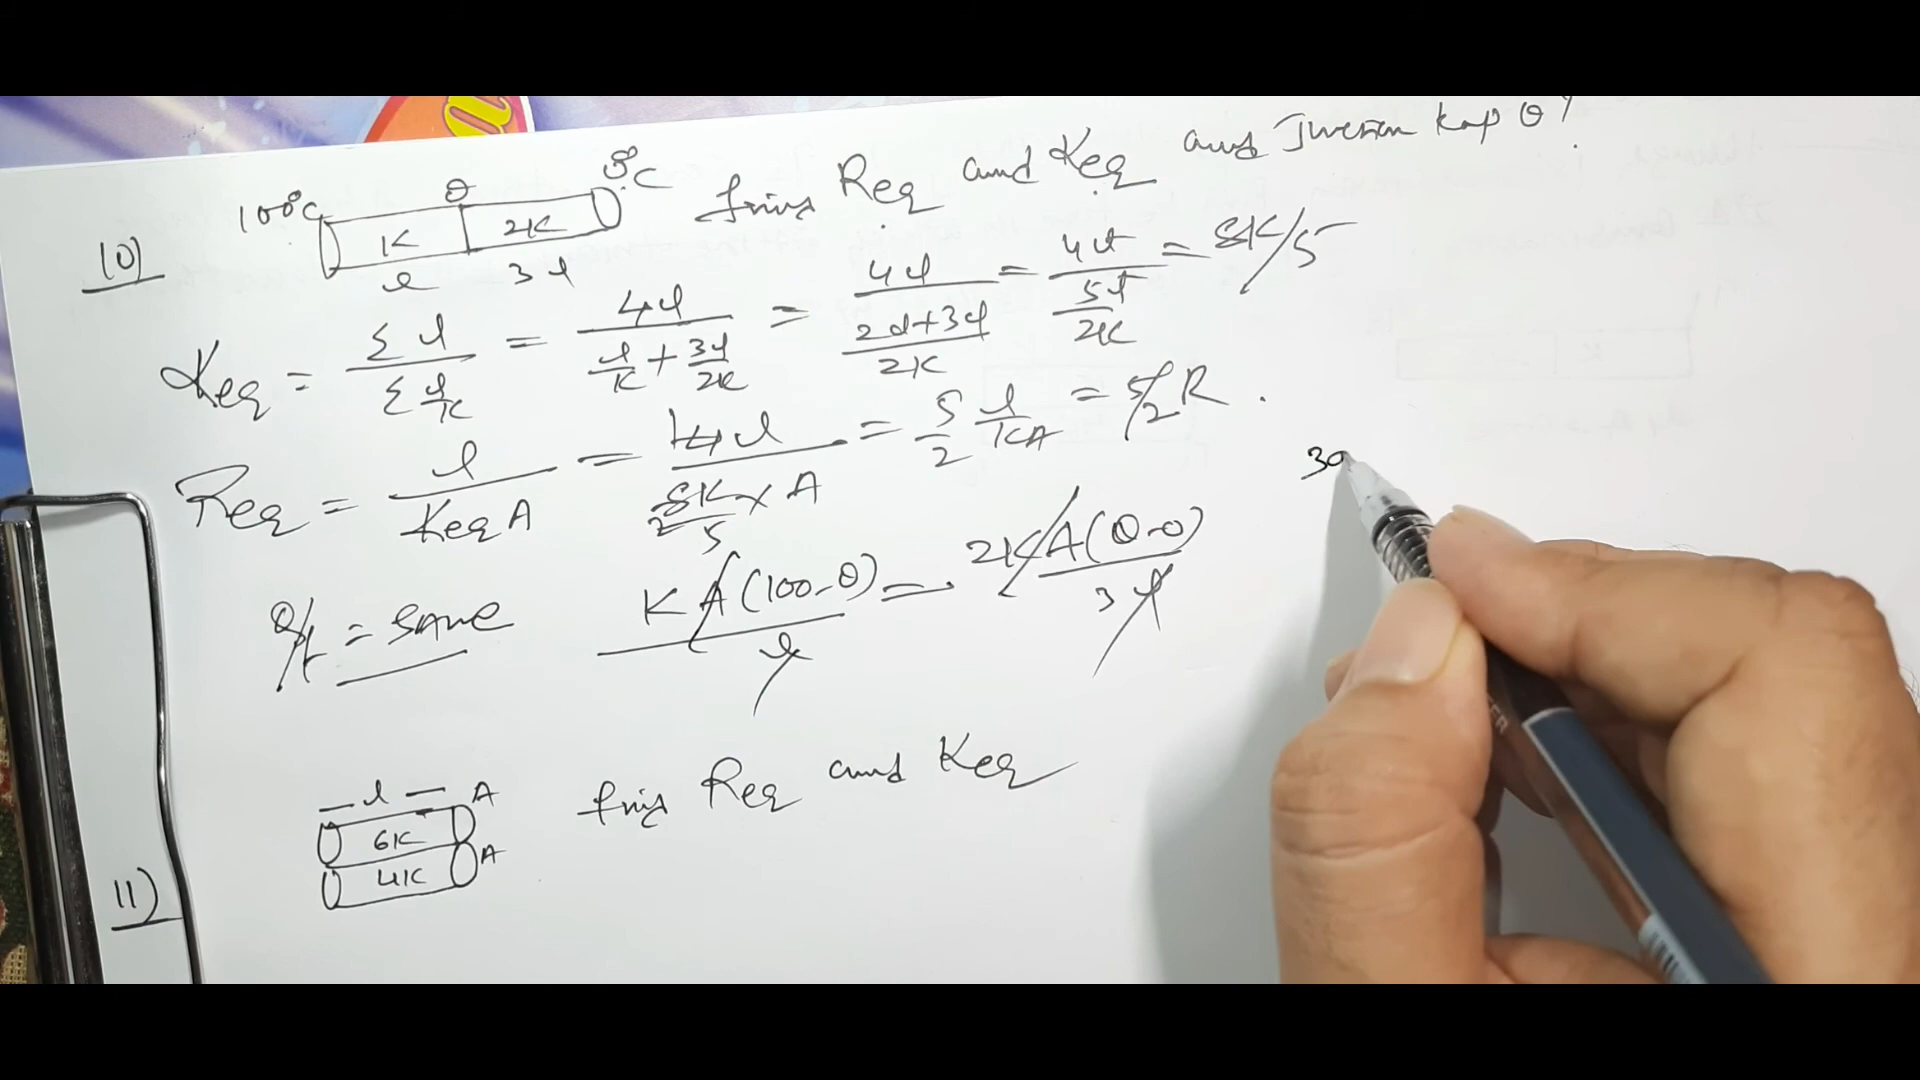 10) 100°C θ 0°C find Req and Keq and Junction temp θ?
K 2K
l 3l
Keq = Σl / Σ l/K = 4l / (l/K + 3l/2K) = 4l / ((2l+3l)/2K) = 4l / (5l/2K) = 8K/5
Req = l / KeqA = 4l / (8K/5 × A) = 5/2 l/KA = 5/2 R.
Q/t = SAME KA(100-θ) / l = 2KA(θ-0) / 3l
30
11) l A find Req and Keq
6K
4K A